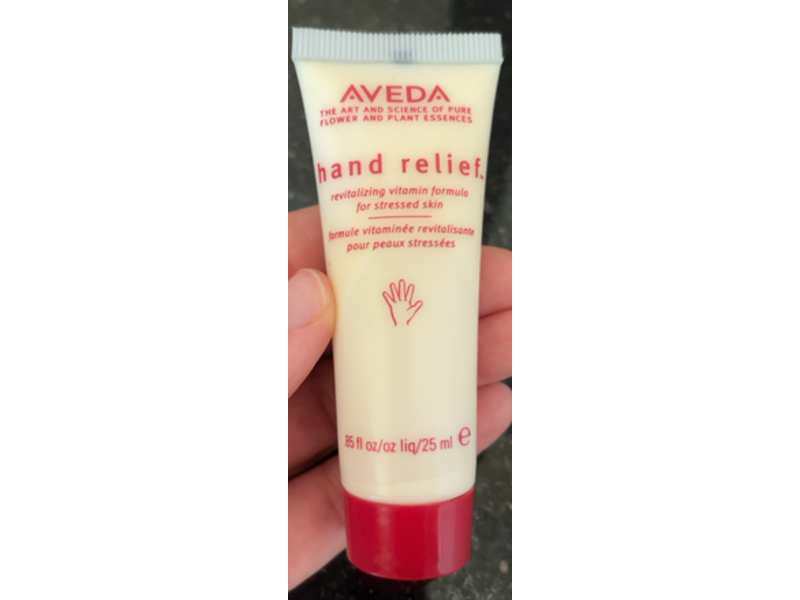 AVEDA
THE ART AND SCIENCE OF PURE
FLOWER AND PLANT ESSENCES
hand relief™
revitalizing vitamin formula
for stressed skin
formule vitaminée revitalisante
pour peaux stressées
.85 fl oz/oz liq/25 ml ℮